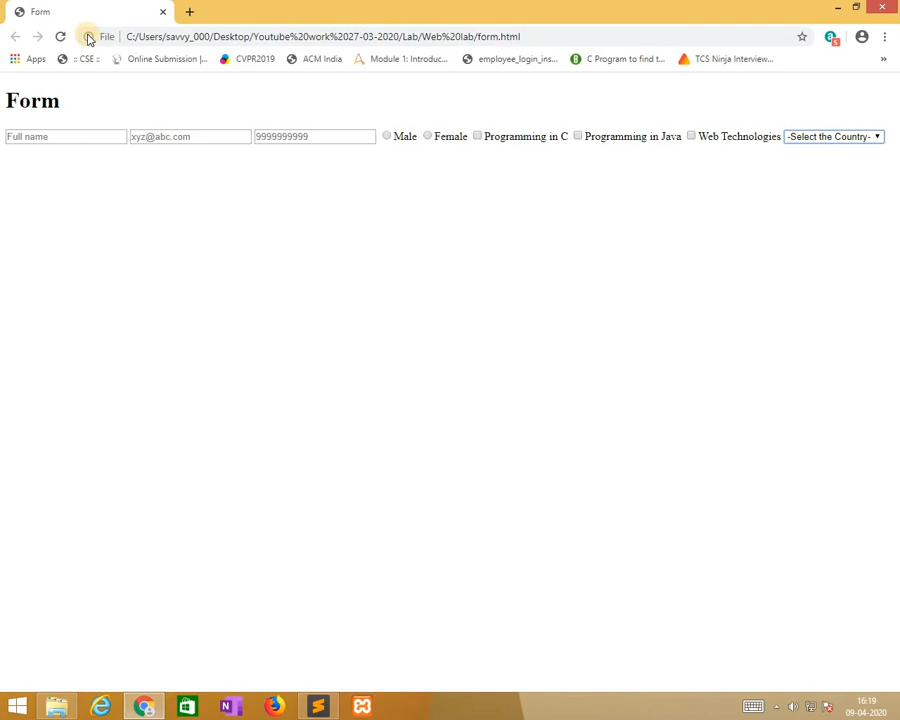 Form
File
C:/Users/savvy_000/Desktop/Youtube%20work%2027-03-2020/Lab/Web%20lab/form.html
Apps
:: CSE ::
Online Submission |...
CVPR2019
ACM India
Module 1: Introduc...
employee_login_ins...
C Program to find t...
TCS Ninja Interview...
»
Form
Full name xyz@abc.com 9999999999 Male Female Programming in C Programming in Java Web Technologies -Select the Country-
16:19
09-04-2020